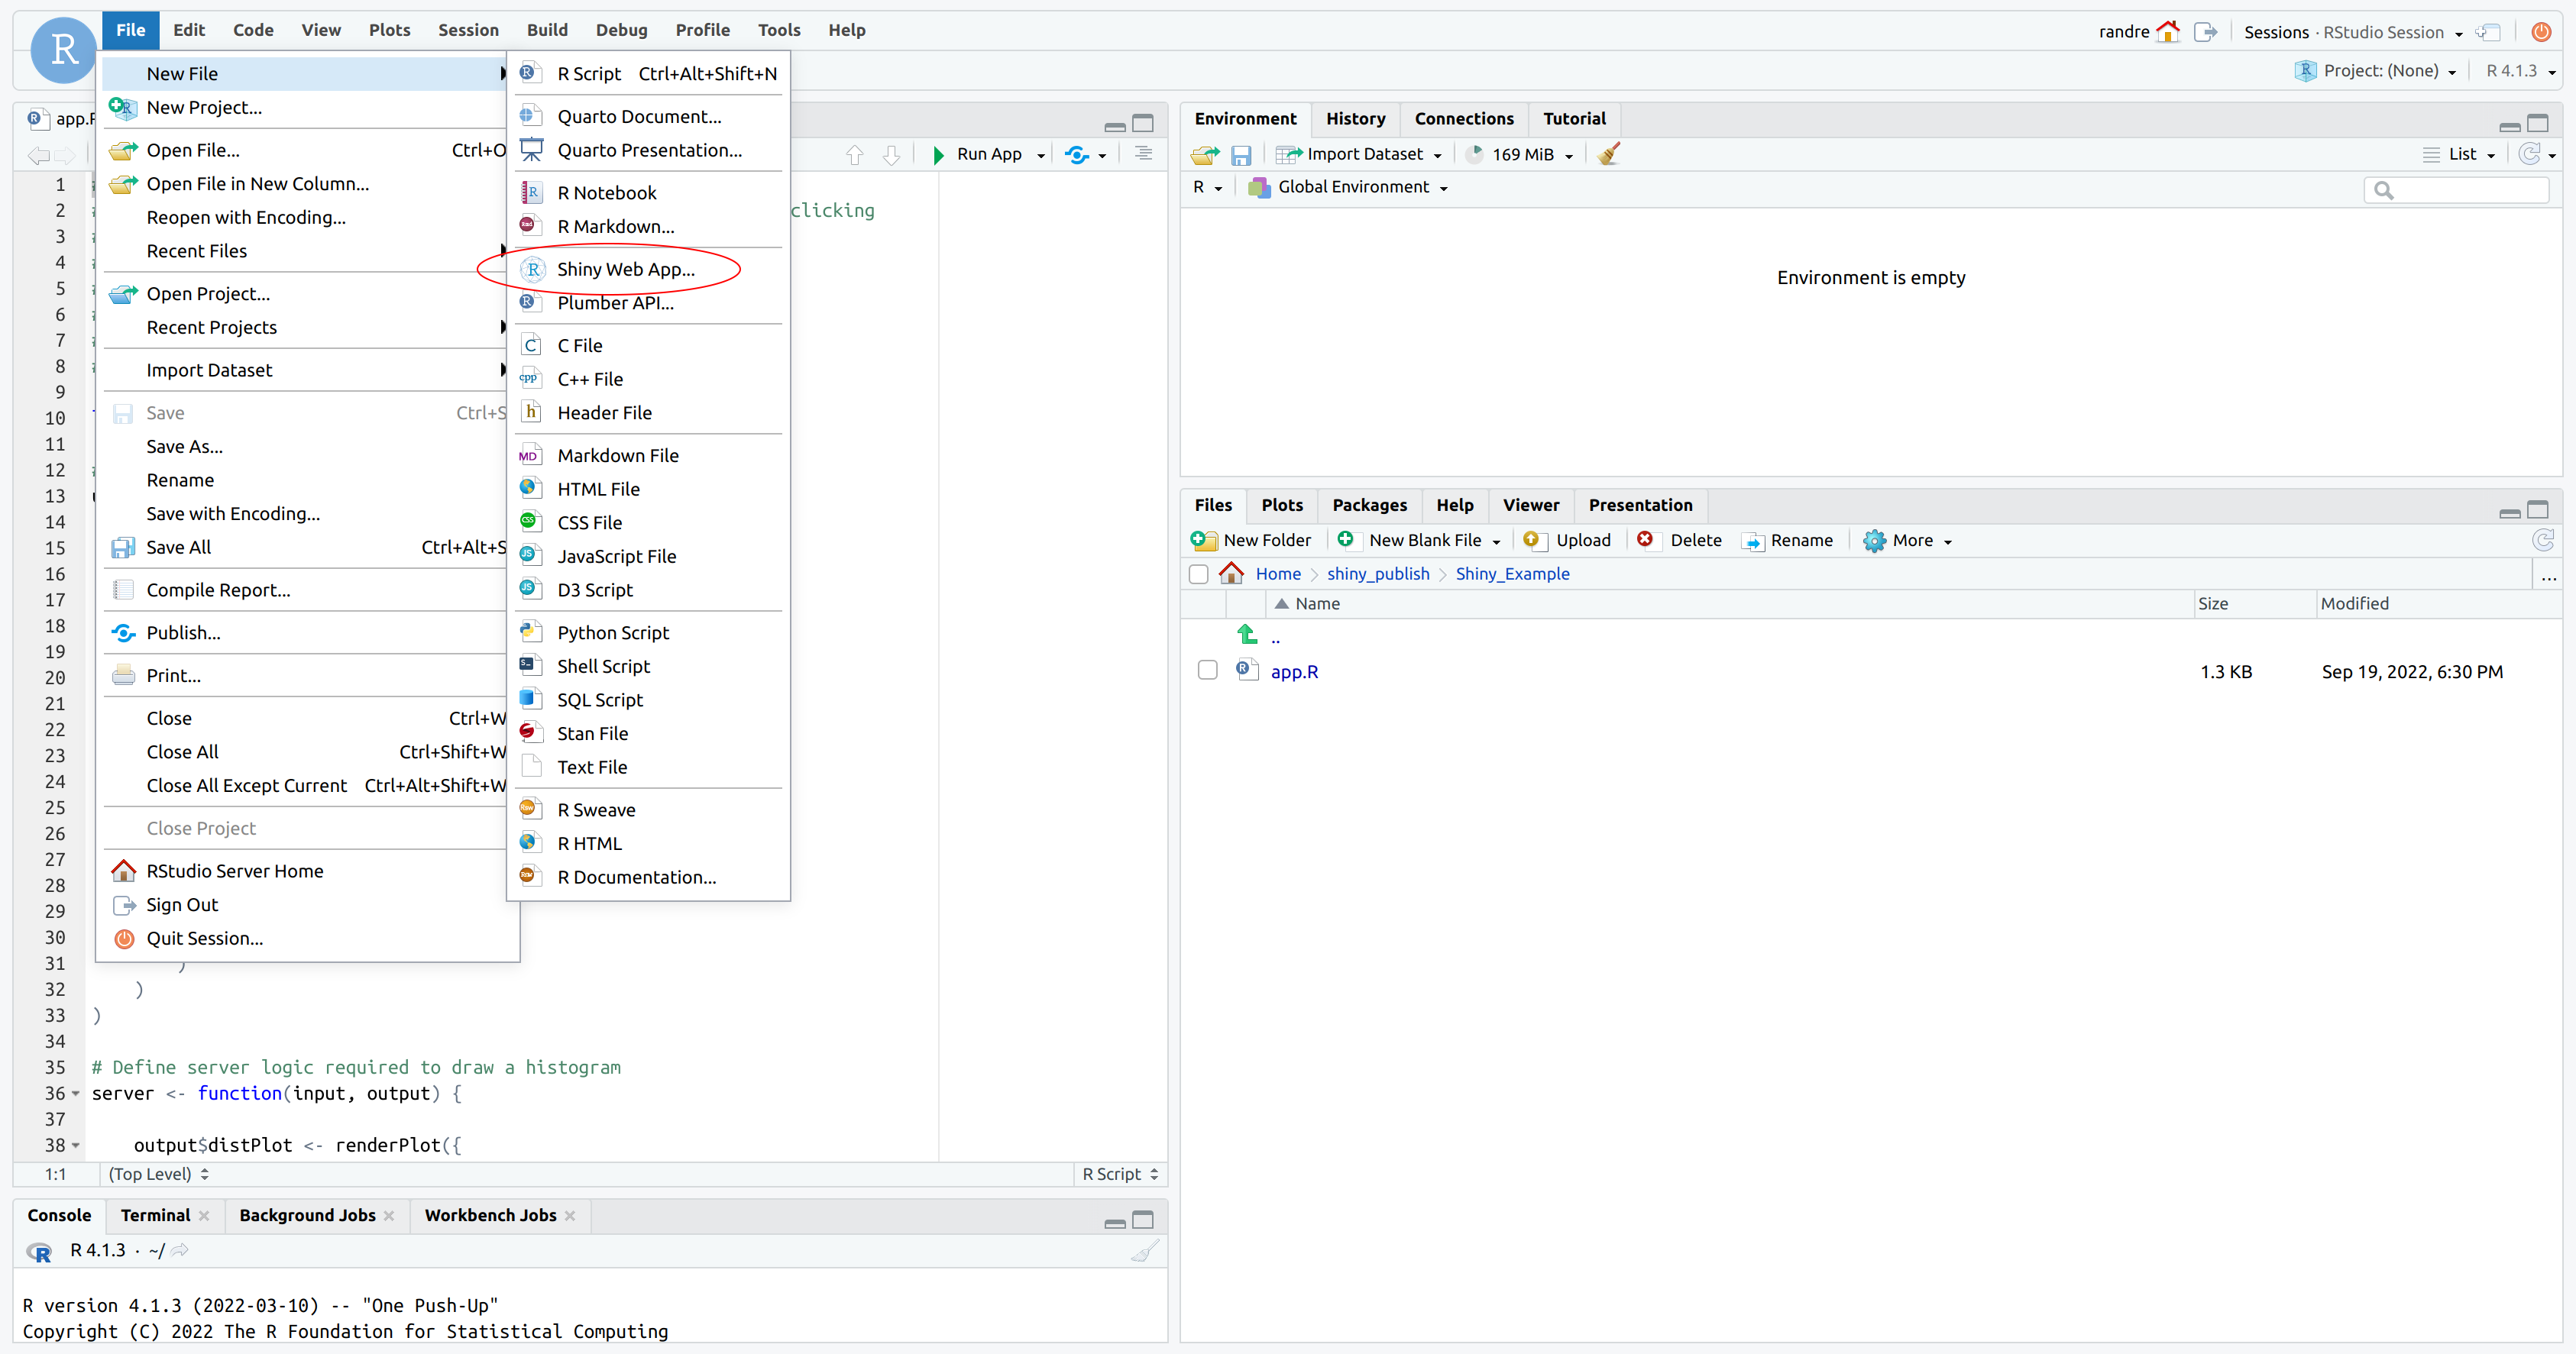 R
File Edit Code View Plots Session Build Debug Profile Tools Help
randre Sessions · RStudio Session
Project: (None) R 4.1.3
New File
New Project...
Open File... Ctrl+O
Open File in New Column...
Reopen with Encoding...
Recent Files
Open Project...
Recent Projects
Import Dataset
Save Ctrl+S
Save As...
Rename
Save with Encoding...
Save All Ctrl+Alt+S
Compile Report...
Publish...
Print...
Close Ctrl+W
Close All Ctrl+Shift+W
Close All Except Current Ctrl+Alt+Shift+W
Close Project
RStudio Server Home
Sign Out
Quit Session...
R Script Ctrl+Alt+Shift+N
Quarto Document...
Quarto Presentation...
R Notebook
R Markdown...
Shiny Web App...
Plumber API...
C File
C++ File
Header File
Markdown File
HTML File
CSS File
JavaScript File
D3 Script
Python Script
Shell Script
SQL Script
Stan File
Text File
R Sweave
R HTML
R Documentation...
Run App
1
2 clicking
3
4
5
6
7
8
9
10
11
12
13
14
15
16
17
18
19
20
21
22
23
24
25
26
27
28
29
30
31 )
32 )
33 )
34
35 # Define server logic required to draw a histogram
36 server <- function(input, output) {
37
38 output$distPlot <- renderPlot({
1:1 (Top Level) R Script
Console Terminal Background Jobs Workbench Jobs
R 4.1.3 · ~/
R version 4.1.3 (2022-03-10) -- "One Push-Up"
Copyright (C) 2022 The R Foundation for Statistical Computing
Environment History Connections Tutorial
Import Dataset 169 MiB List
R Global Environment
Environment is empty
Files Plots Packages Help Viewer Presentation
New Folder New Blank File Upload Delete Rename More
Home shiny_publish Shiny_Example ...
Name Size Modified
..
app.R 1.3 KB Sep 19, 2022, 6:30 PM